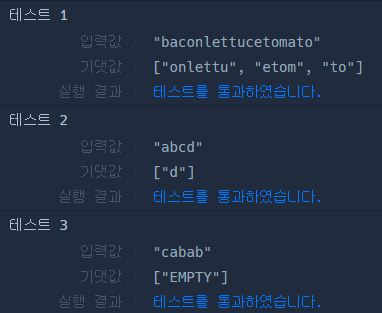 테스트 1
입력값 〉 "baconlettucetomato"
기댓값 〉 ["onlettu", "etom", "to"]
실행 결과 〉 테스트를 통과하였습니다.
테스트 2
입력값 〉 "abcd"
기댓값 〉 ["d"]
실행 결과 〉 테스트를 통과하였습니다.
테스트 3
입력값 〉 "cabab"
기댓값 〉 ["EMPTY"]
실행 결과 〉 테스트를 통과하였습니다.